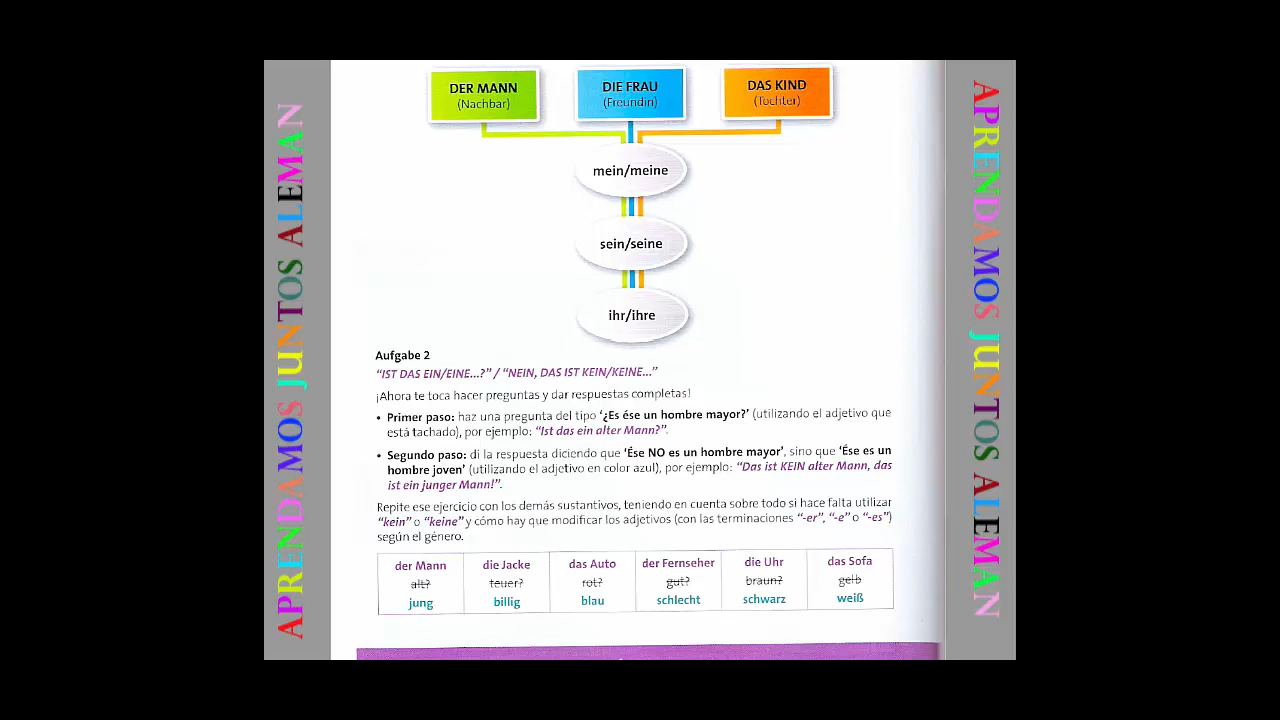 APRENDAMOS JUNTOS ALEMAN
DER MANN
(Nachbar)
DIE FRAU
(Freundin)
DAS KIND
(Tochter)
mein/meine
sein/seine
ihr/ihre
Aufgabe 2
“IST DAS EIN/EINE...?” / “NEIN, DAS IST KEIN/KEINE...”
¡Ahora te toca hacer preguntas y dar respuestas completas!
• Primer paso: haz una pregunta del tipo ‘¿Es ése un hombre mayor?’ (utilizando el adjetivo que
está tachado), por ejemplo: “Ist das ein alter Mann?”.
• Segundo paso: di la respuesta diciendo que ‘Ése NO es un hombre mayor’, sino que ‘Ése es un
hombre joven’ (utilizando el adjetivo en color azul), por ejemplo: “Das ist KEIN alter Mann, das
ist ein junger Mann!”.
Repite ese ejercicio con los demás sustantivos, teniendo en cuenta sobre todo si hace falta utilizar
“kein” o “keine” y cómo hay que modificar los adjetivos (con las terminaciones “-er”, “-e” o “-es”)
según el género.
der Mann die Jacke das Auto der Fernseher die Uhr das Sofa
alt? teuer? rot? gut? braun? gelb
jung billig blau schlecht schwarz weiß
APRENDAMOS JUNTOS ALEMAN